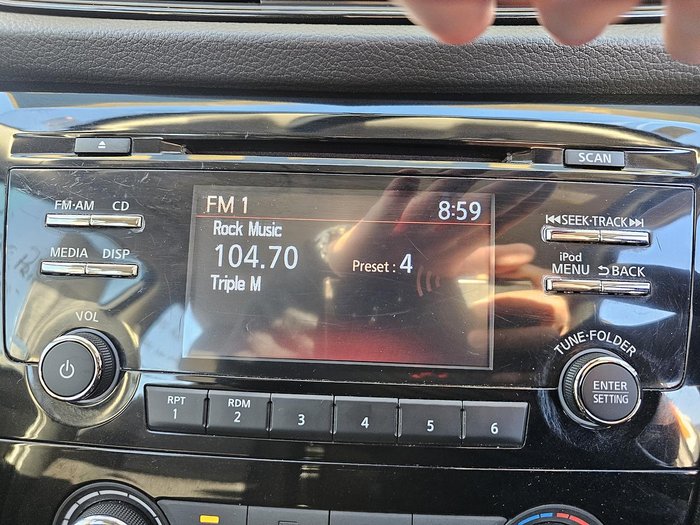 SCAN
FM·AM CD
FM 1 8:59
SEEK·TRACK
Rock Music
104.70
Preset : 4
Triple M
MEDIA DISP
iPod
MENU BACK
VOL
TUNE·FOLDER
ENTER
SETTING
RPT
1
RDM
2
3
4
5
6